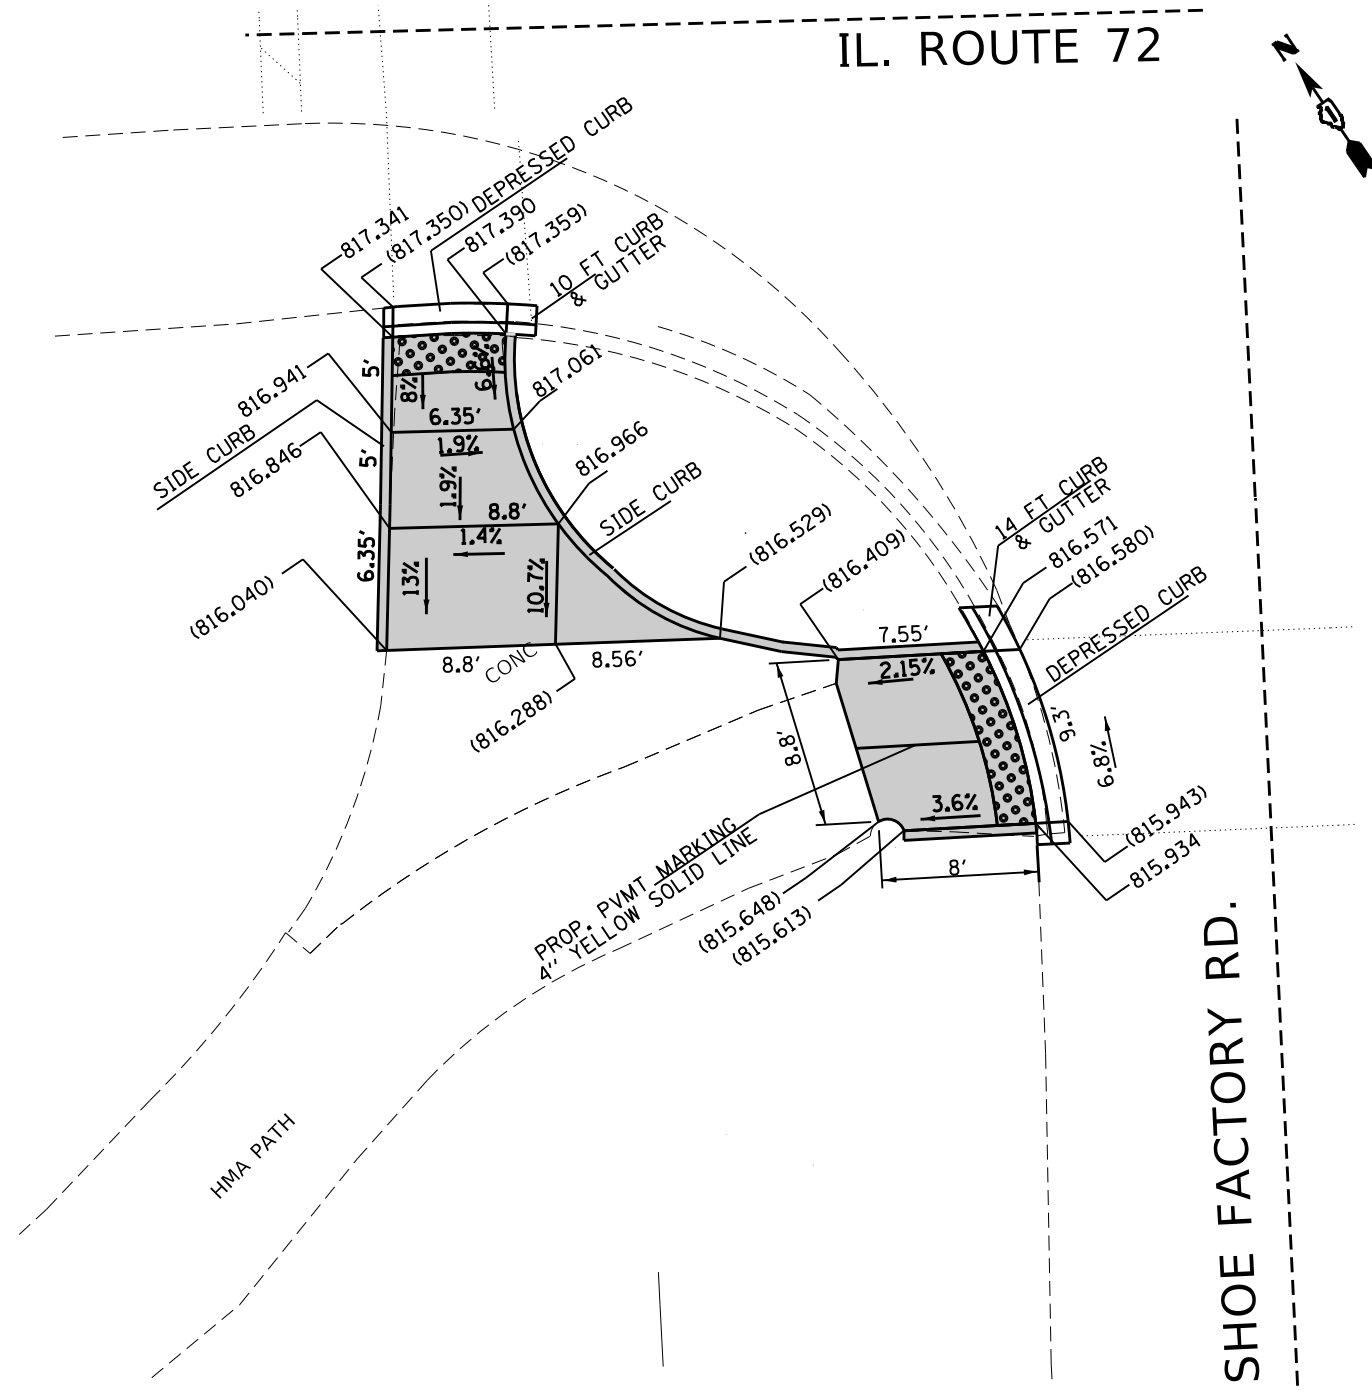 IL. ROUTE 72
N
DEPRESSED CURB
817.341
(817.350)
817.390
(817.359)
10 FT CURB
& GUTTER
5'
8%
6.35'
817.061
816.941
1.9%
SIDE CURB
816.846
5'
1.9%
8.8'
816.966
SIDE CURB
1.4%
6.35'
13%
10.7%
(816.040)
8.8'
CONC
8.56'
(816.288)
(816.529)
(816.409)
14 FT CURB
& GUTTER
816.571
(816.580)
DEPRESSED CURB
7.55'
2.15%
8.8'
9.3'
6.8%
3.6%
(815.943)
815.934
8'
PROP. PVMT MARKING
4" YELLOW SOLID LINE
(815.648)
(815.613)
HMA PATH
SHOE FACTORY RD.